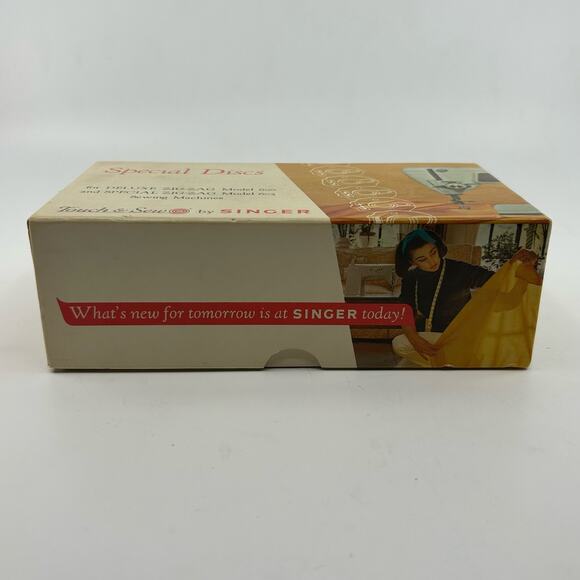 Special Discs
for DELUXE ZIG-ZAG Model 600
and SPECIAL ZIG-ZAG Model 603
Sewing Machines
Touch & Sew by SINGER
What's new for tomorrow is at SINGER today!